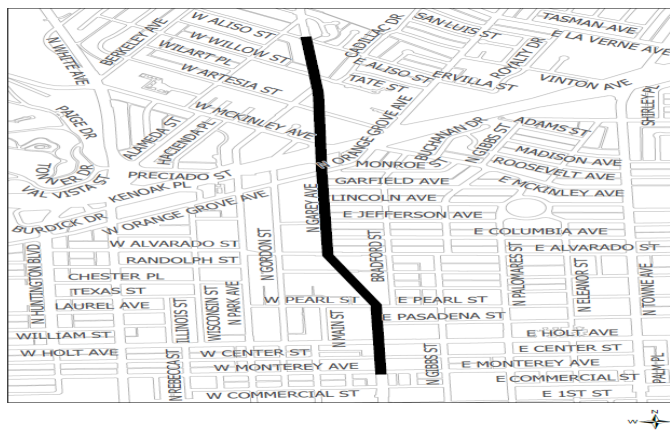 W ALISO ST
CADILLAC DR
SAN LUIS ST
TASMAN AVE
BERKELEY AVE
W WILLOW ST
E LA VERNE AVE
N WHITE AVE
WILART PL
E ALISO ST
ROYALTY DR
W ARTESIA ST
TATE ST
ERVILLA ST
VINTON AVE
SHIRLEY PL
PAIGE DR
W MCKINLEY AVE
ORANGE GROVE AVE
ADAMS ST
ALAMEDA ST
HACIENDA PL
BUCHANAN DR
N GIBBS ST
MADISON AVE
MONROE ST
ROOSEVELT AVE
VAL VISTA ST
PRECIADO ST
GARFIELD AVE
E MCKINLEY AVE
KENOAK PL
LINCOLN AVE
BURDICK DR
W ORANGE GROVE AVE
N GAREY AVE
E JEFFERSON AVE
E COLUMBIA AVE
W ALVARADO ST
N GORDON ST
BRADFORD ST
E ALVARADO ST
N HUNTINGTON BLVD
RANDOLPH ST
N PALOMARES ST
N ELEANOR ST
N TOWNE AVE
CHESTER PL
TEXAS ST
LAUREL AVE
ILLINOIS ST
WISCONSIN ST
N PARK AVE
W PEARL ST
E PEARL ST
N MAIN ST
E PASADENA ST
WILLIAM ST
E HOLT AVE
W HOLT AVE
N REBECCA ST
W CENTER ST
N GIBBS ST
E CENTER ST
W MONTEREY AVE
E MONTEREY AVE
PALM PL
E COMMERCIAL ST
W COMMERCIAL ST
E 1ST ST